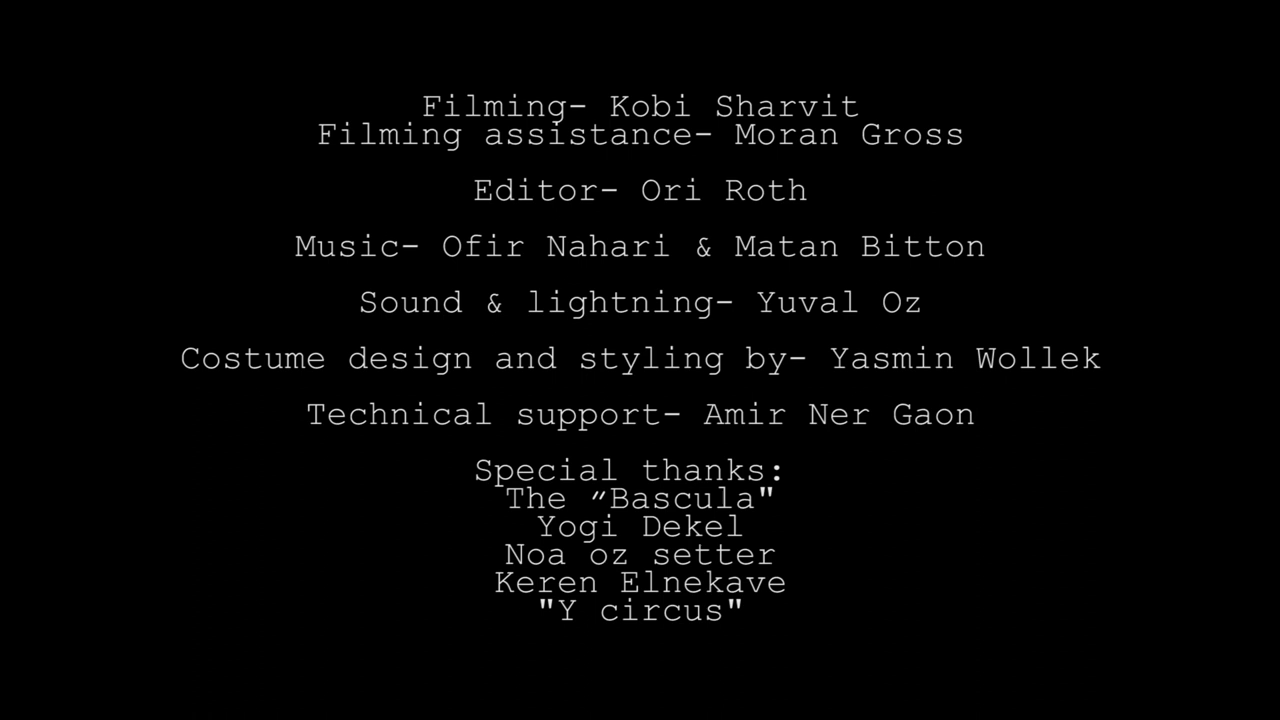 Filming- Kobi Sharvit
Filming assistance- Moran Gross
Editor- Ori Roth
Music- Ofir Nahari & Matan Bitton
Sound & lightning- Yuval Oz
Costume design and styling by- Yasmin Wollek
Technical support- Amir Ner Gaon
Special thanks:
The “Bascula"
Yogi Dekel
Noa oz setter
Keren Elnekave
"Y circus"